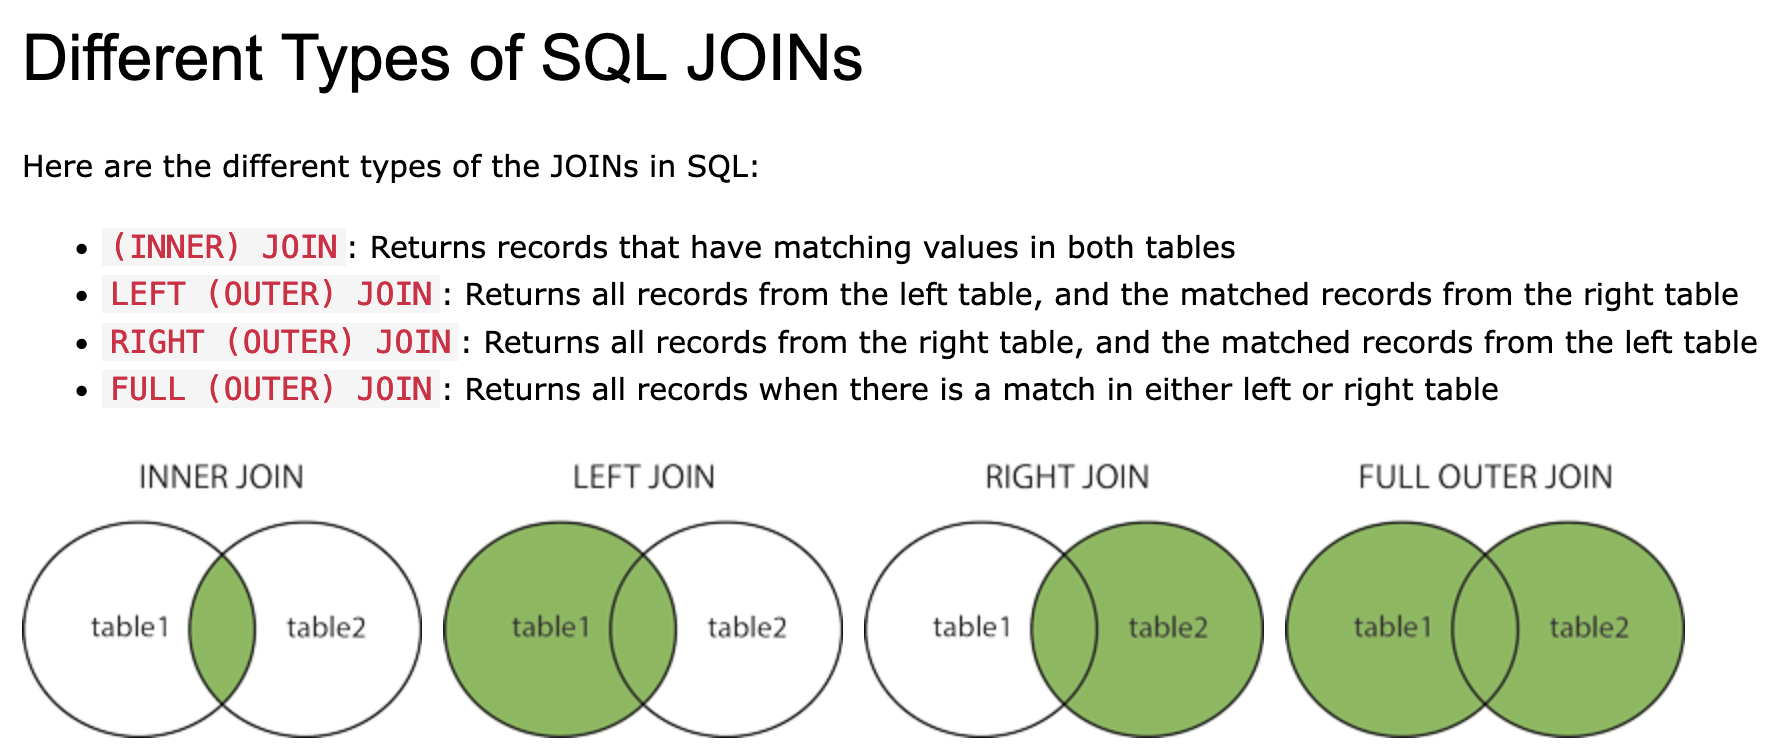 Different Types of SQL JOINs
Here are the different types of the JOINs in SQL:
• (INNER) JOIN: Returns records that have matching values in both tables
• LEFT (OUTER) JOIN: Returns all records from the left table, and the matched records from the right table
• RIGHT (OUTER) JOIN: Returns all records from the right table, and the matched records from the left table
• FULL (OUTER) JOIN: Returns all records when there is a match in either left or right table
INNER JOIN
table1
table2
LEFT JOIN
table1
table2
RIGHT JOIN
table1
table2
FULL OUTER JOIN
table1
table2